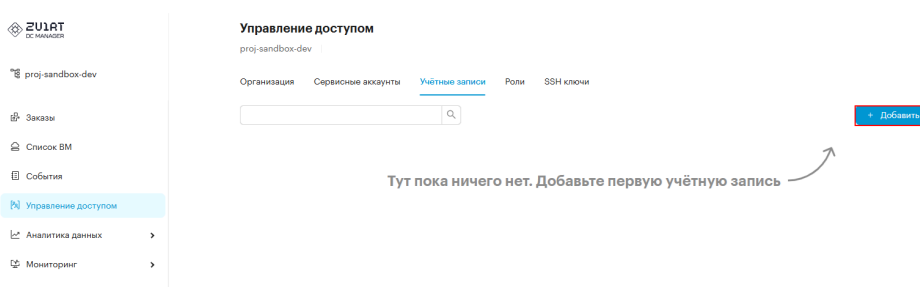 ZVIRT
DC MANAGER
proj-sandbox-dev
Заказы
Список ВМ
События
Управление доступом
Аналитика данных
Мониторинг
Управление доступом
proj-sandbox-dev
Организация Сервисные аккаунты Учётные записи Роли SSH ключи
+ Добавить
Тут пока ничего нет. Добавьте первую учётную запись